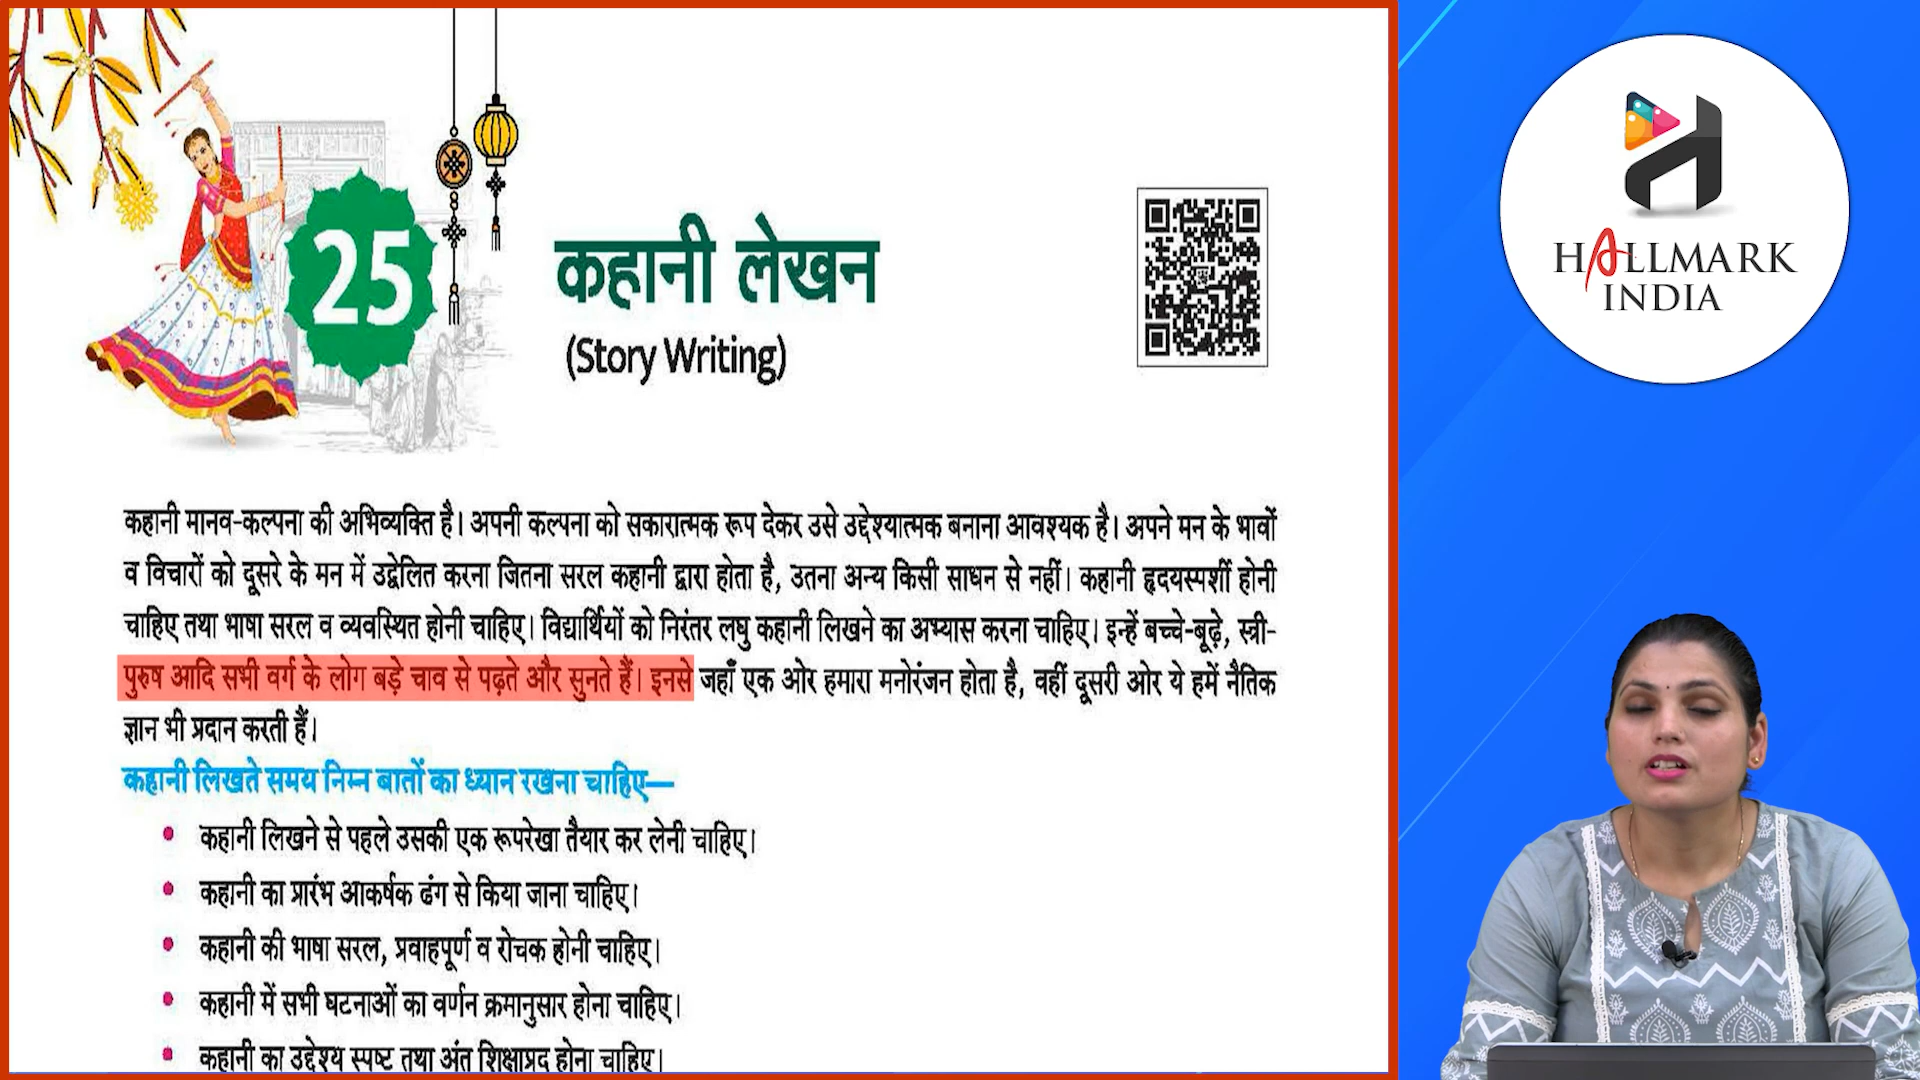 25
कहानी लेखन
(Story Writing)
कहानी मानव-कल्पना की अभिव्यक्ति है। अपनी कल्पना को सकारात्मक रूप देकर उसे उद्देश्यात्मक बनाना आवश्यक है। अपने मन के भावों
व विचारों को दूसरे के मन में उद्वेलित करना जितना सरल कहानी द्वारा होता है, उतना अन्य किसी साधन से नहीं। कहानी हृदयस्पर्शी होनी
चाहिए तथा भाषा सरल व व्यवस्थित होनी चाहिए। विद्यार्थियों को निरंतर लघु कहानी लिखने का अभ्यास करना चाहिए। इन्हें बच्चे-बूढ़े, स्त्री-
पुरुष आदि सभी वर्ग के लोग बड़े चाव से पढ़ते और सुनते हैं। इनसे जहाँ एक ओर हमारा मनोरंजन होता है, वहीं दूसरी ओर ये हमें नैतिक
ज्ञान भी प्रदान करती हैं।
कहानी लिखते समय निम्न बातों का ध्यान रखना चाहिए—
• कहानी लिखने से पहले उसकी एक रूपरेखा तैयार कर लेनी चाहिए।
• कहानी का प्रारंभ आकर्षक ढंग से किया जाना चाहिए।
• कहानी की भाषा सरल, प्रवाहपूर्ण व रोचक होनी चाहिए।
• कहानी में सभी घटनाओं का वर्णन क्रमानुसार होना चाहिए।
• कहानी का उद्देश्य स्पष्ट तथा अंत शिक्षाप्रद होना चाहिए।
HALLMARK
INDIA